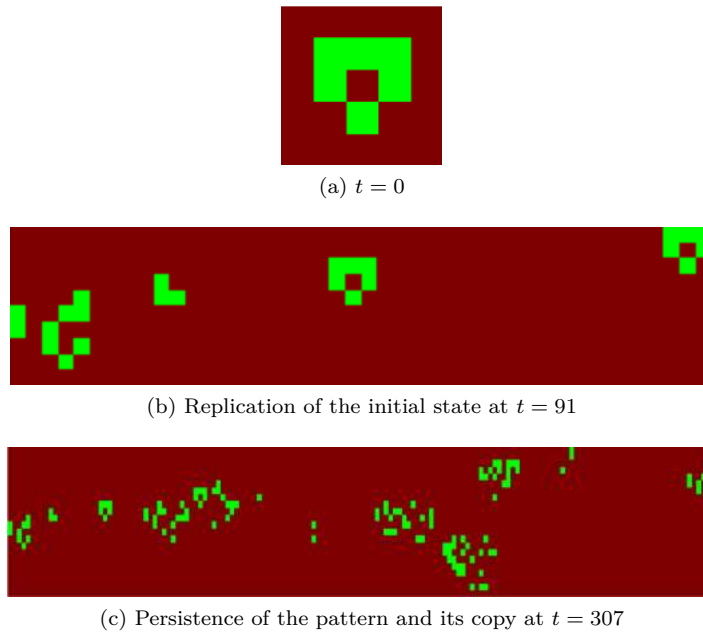 (a) t = 0
(b) Replication of the initial state at t = 91
(c) Persistence of the pattern and its copy at t = 307